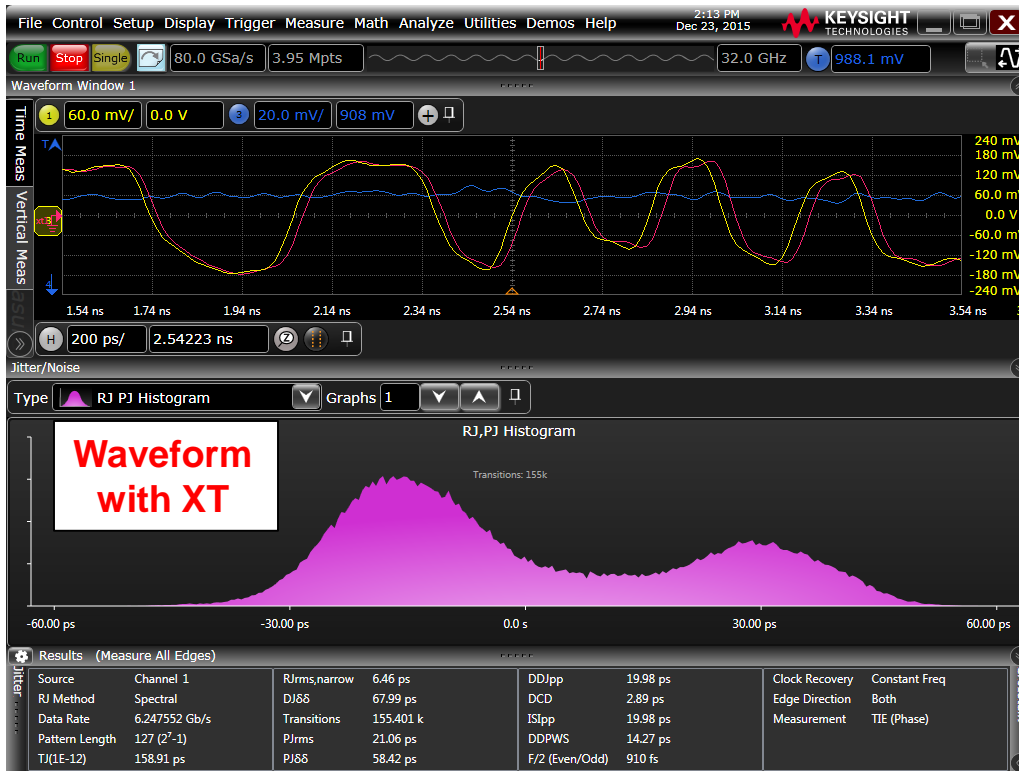 File Control Setup Display Trigger Measure Math Analyze Utilities Demos Help
2:13 PM
Dec 23, 2015
KEYSIGHT
TECHNOLOGIES
Run Stop Single 80.0 GSa/s 3.95 Mpts 32.0 GHz T 988.1 mV
Waveform Window 1
1 60.0 mV/ 0.0 V 3 20.0 mV/ 908 mV
Time Meas
Vertical Meas
T
240 mV
180 mV
120 mV
60.0 mV
0.0 V
-60.0 mV
-120 mV
-180 mV
-240 mV
1.54 ns 1.74 ns 1.94 ns 2.14 ns 2.34 ns 2.54 ns 2.74 ns 2.94 ns 3.14 ns 3.34 ns 3.54 ns
H 200 ps/ 2.54223 ns Z
Jitter/Noise
Type RJ PJ Histogram Graphs 1
RJ,PJ Histogram
Waveform
with XT
Transitions: 155k
-60.00 ps -30.00 ps 0.0 s 30.00 ps 60.00 ps
Results (Measure All Edges)
Jitter
Source Channel 1 RJrms,narrow 6.46 ps DDJpp 19.98 ps Clock Recovery Constant Freq
RJ Method Spectral DJδδ 67.99 ps DCD 2.89 ps Edge Direction Both
Data Rate 6.247552 Gb/s Transitions 155.401 k ISIpp 19.98 ps Measurement TIE (Phase)
Pattern Length 127 (2⁷-1) PJrms 21.06 ps DDPWS 14.27 ps
TJ(1E-12) 158.91 ps PJδδ 58.42 ps F/2 (Even/Odd) 910 fs